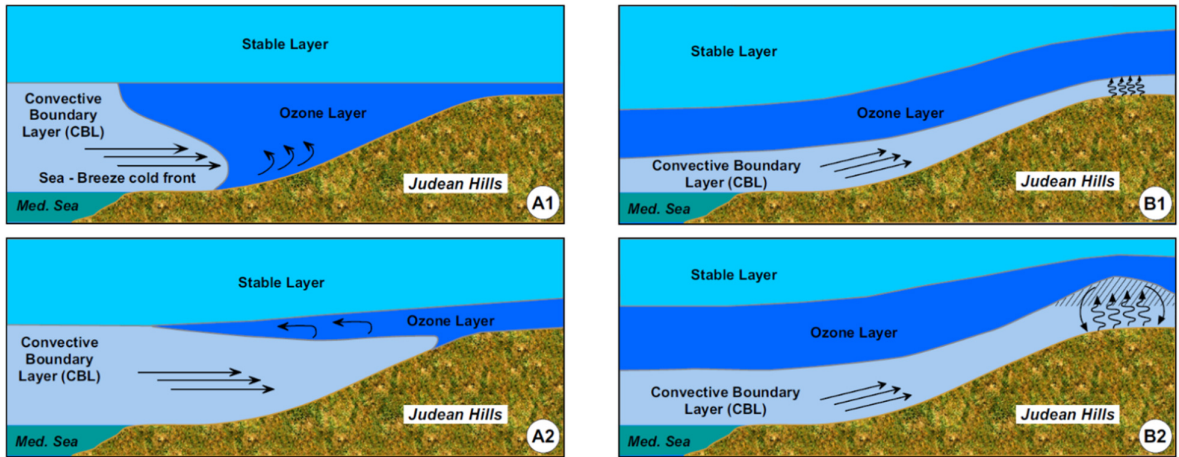 Stable Layer
Convective
Boundary
Layer (CBL)
Ozone Layer
Sea - Breeze cold front
Judean Hills
Med. Sea
A1
Stable Layer
Ozone Layer
Convective Boundary
Layer (CBL)
Judean Hills
Med. Sea
B1
Stable Layer
Ozone Layer
Convective
Boundary
Layer (CBL)
Judean Hills
Med. Sea
A2
Stable Layer
Ozone Layer
Convective Boundary
Layer (CBL)
Judean Hills
Med. Sea
B2